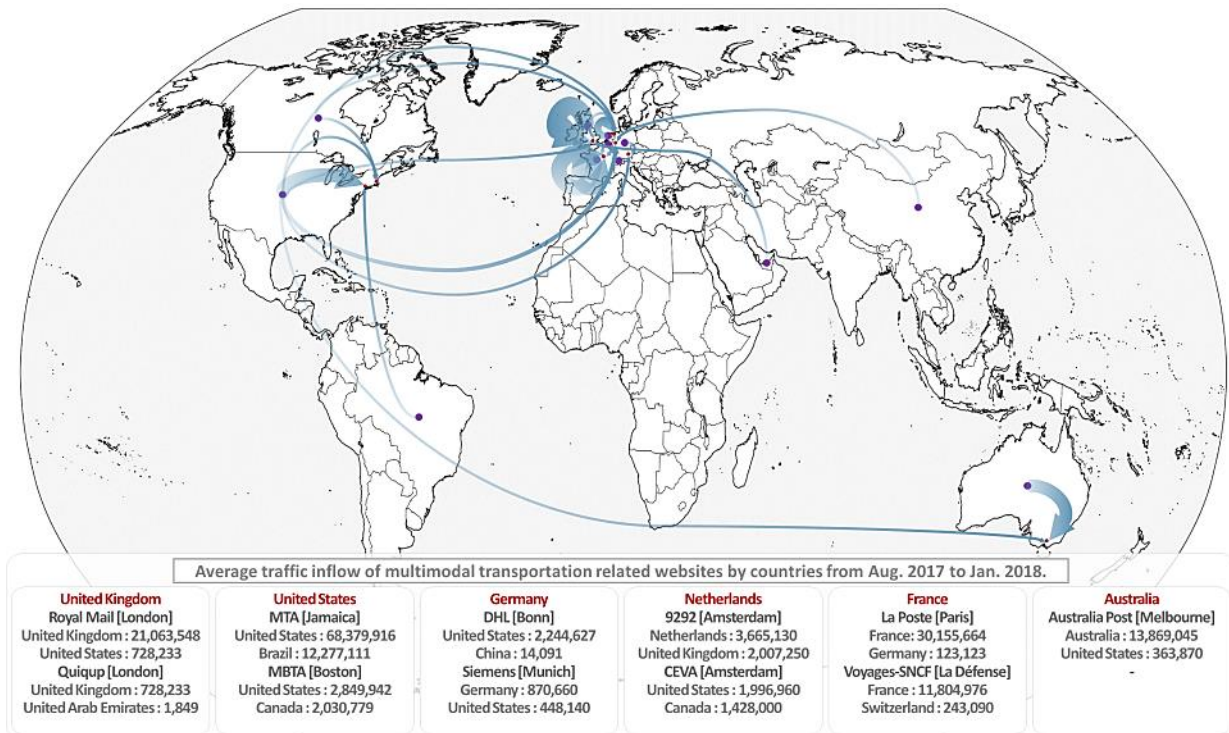 Average traffic inflow of multimodal transportation related websites by countries from Aug. 2017 to Jan. 2018.
United Kingdom
Royal Mail [London]
United Kingdom : 21,063,548
United States : 728,233
Quiqup [London]
United Kingdom : 728,233
United Arab Emirates : 1,849
United States
MTA [Jamaica]
United States : 68,379,916
Brazil : 12,277,111
MBTA [Boston]
United States : 2,849,942
Canada : 2,030,779
Germany
DHL [Bonn]
United States : 2,244,627
China : 14,091
Siemens [Munich]
Germany : 870,660
United States : 448,140
Netherlands
9292 [Amsterdam]
Netherlands : 3,665,130
United Kingdom : 2,007,250
CEVA [Amsterdam]
United States : 1,996,960
Canada : 1,428,000
France
La Poste [Paris]
France: 30,155,664
Germany : 123,123
Voyages-SNCF [La Défense]
France : 11,804,976
Switzerland : 243,090
Australia
Australia Post [Melbourne]
Australia : 13,869,045
United States : 363,870
-